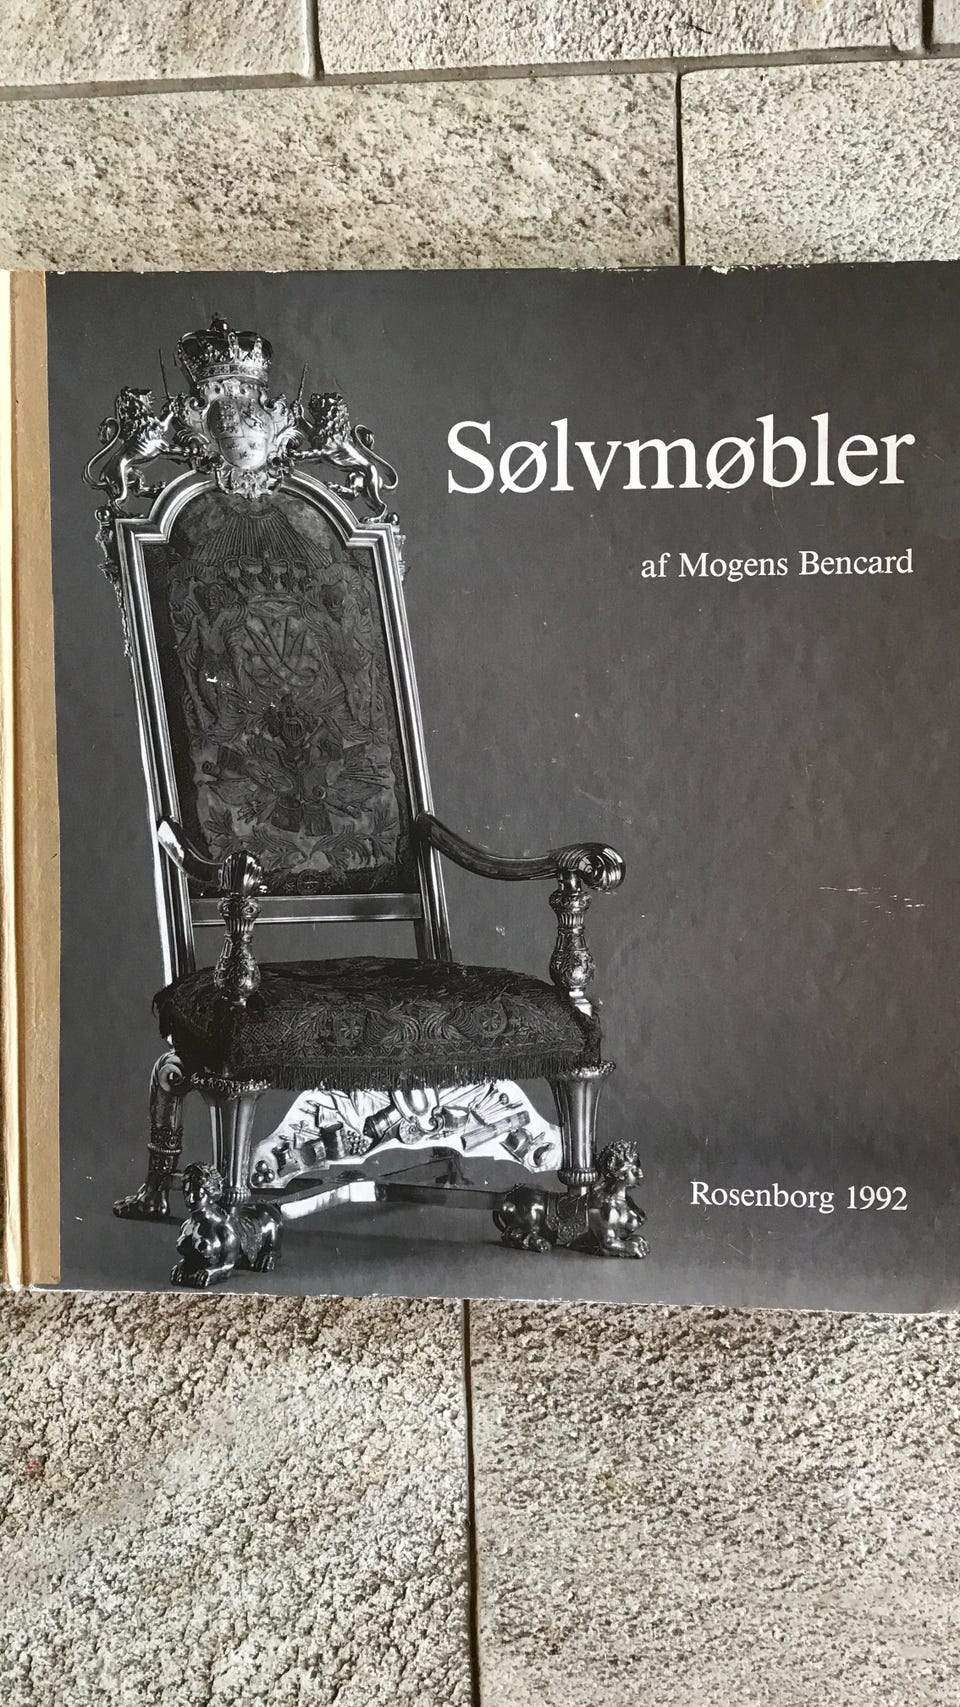 Sølvmøbler
af Mogens Bencard
Rosenborg 1992